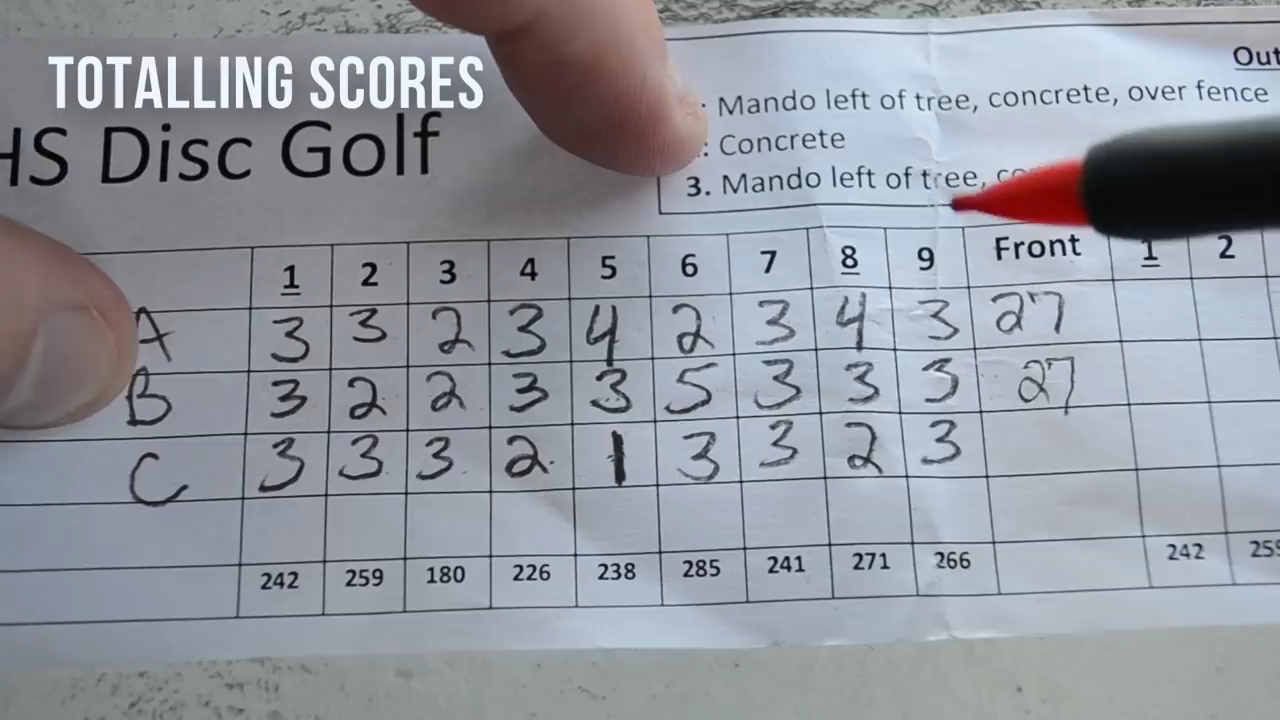 TOTALLING SCORES
HS Disc Golf
Out
: Mando left of tree, concrete, over fence
: Concrete
3. Mando left of tree,
1 2 3 4 5 6 7 8 9 Front 1 2
A 3 3 2 3 4 2 3 4 3 27
B 3 2 2 3 3 5 3 3 3 27
C 3 3 3 2 1 3 3 2 3
242 259 180 226 238 285 241 271 266 242